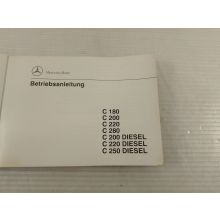 Mercedes-Benz
Betriebsanleitung
C 180
C 200
C 220
C 280
C 200 DIESEL
C 220 DIESEL
C 250 DIESEL